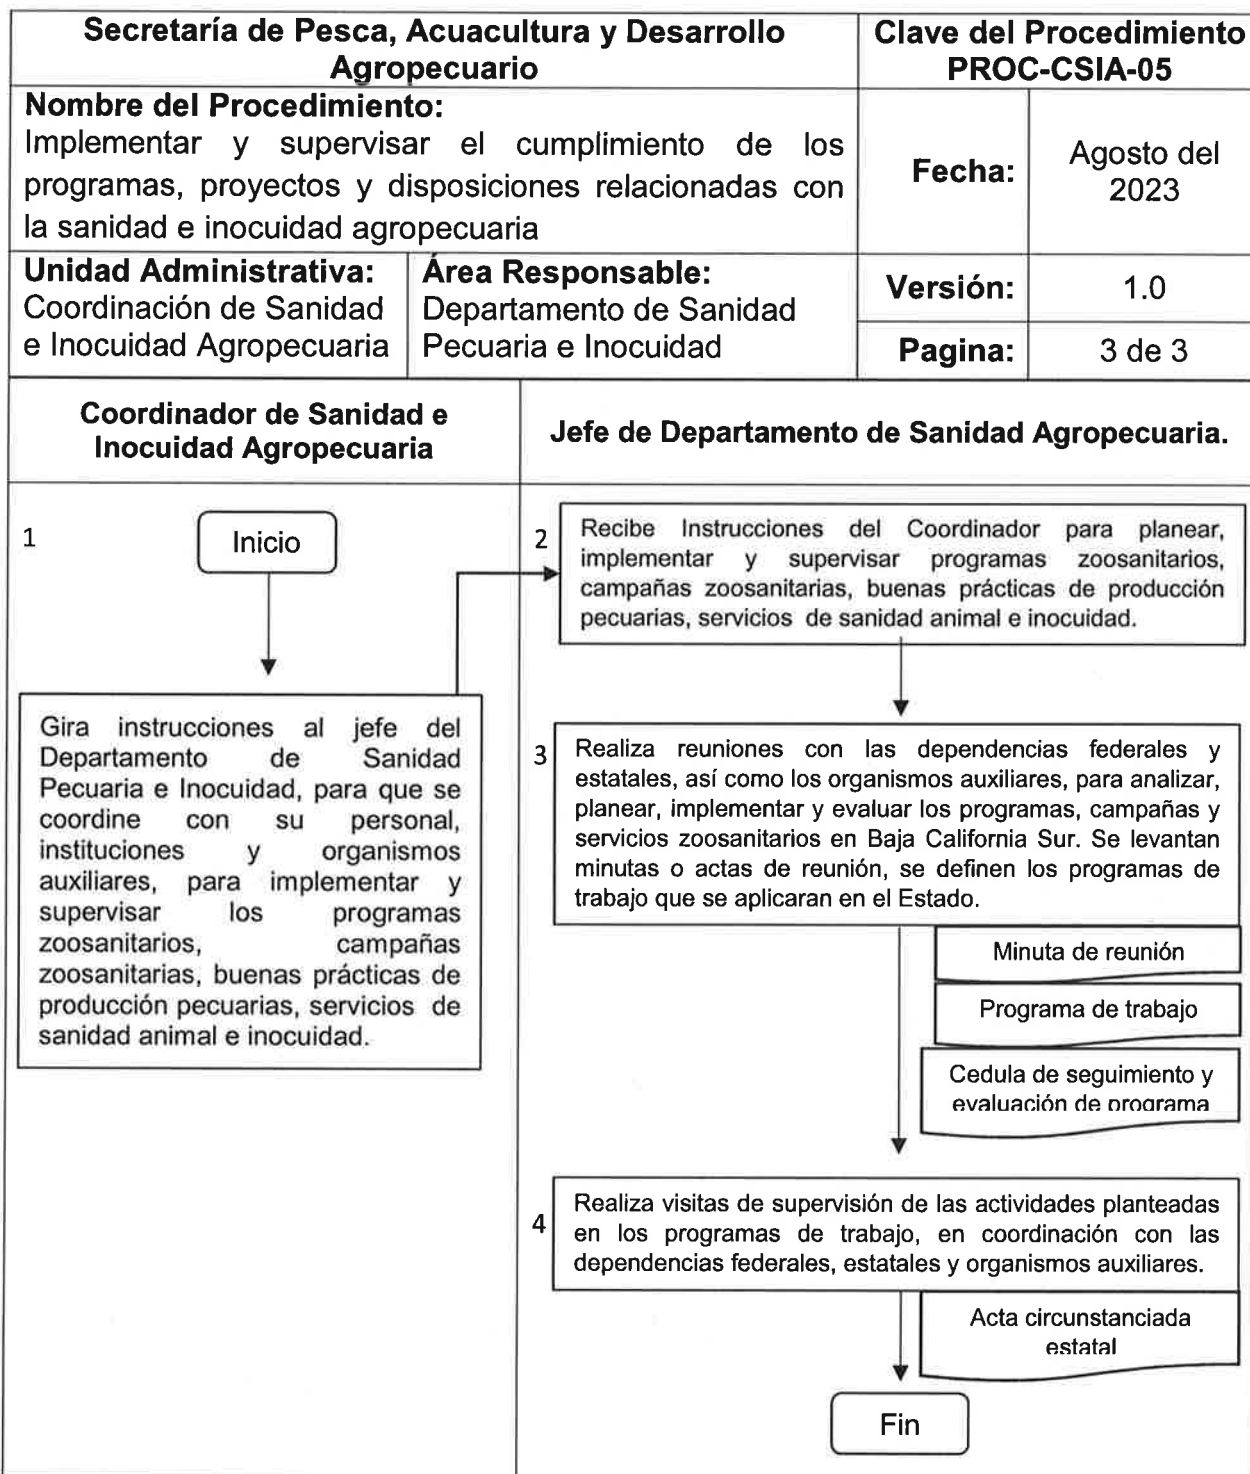 Secretaría de Pesca, Acuacultura y Desarrollo
Agropecuario
Clave del Procedimiento
PROC-CSIA-05
Nombre del Procedimiento:
Implementar y supervisar el cumplimiento de los
programas, proyectos y disposiciones relacionadas con
la sanidad e inocuidad agropecuaria
Fecha:
Agosto del
2023
Unidad Administrativa:
Coordinación de Sanidad
e Inocuidad Agropecuaria
Área Responsable:
Departamento de Sanidad
Pecuaria e Inocuidad
Versión:
1.0
Pagina:
3 de 3
Coordinador de Sanidad e
Inocuidad Agropecuaria
Jefe de Departamento de Sanidad Agropecuaria.
1
Inicio
Gira instrucciones al jefe del
Departamento de Sanidad
Pecuaria e Inocuidad, para que se
coordine con su personal,
instituciones y organismos
auxiliares, para implementar y
supervisar los programas
zoosanitarios, campañas
zoosanitarias, buenas prácticas de
producción pecuarias, servicios de
sanidad animal e inocuidad.
2
Recibe Instrucciones del Coordinador para planear,
implementar y supervisar programas zoosanitarios,
campañas zoosanitarias, buenas prácticas de producción
pecuarias, servicios de sanidad animal e inocuidad.
3
Realiza reuniones con las dependencias federales y
estatales, así como los organismos auxiliares, para analizar,
planear, implementar y evaluar los programas, campañas y
servicios zoosanitarios en Baja California Sur. Se levantan
minutas o actas de reunión, se definen los programas de
trabajo que se aplicaran en el Estado.
Minuta de reunión
Programa de trabajo
Cedula de seguimiento y
evaluación de programa
4
Realiza visitas de supervisión de las actividades planteadas
en los programas de trabajo, en coordinación con las
dependencias federales, estatales y organismos auxiliares.
Acta circunstanciada
estatal
Fin